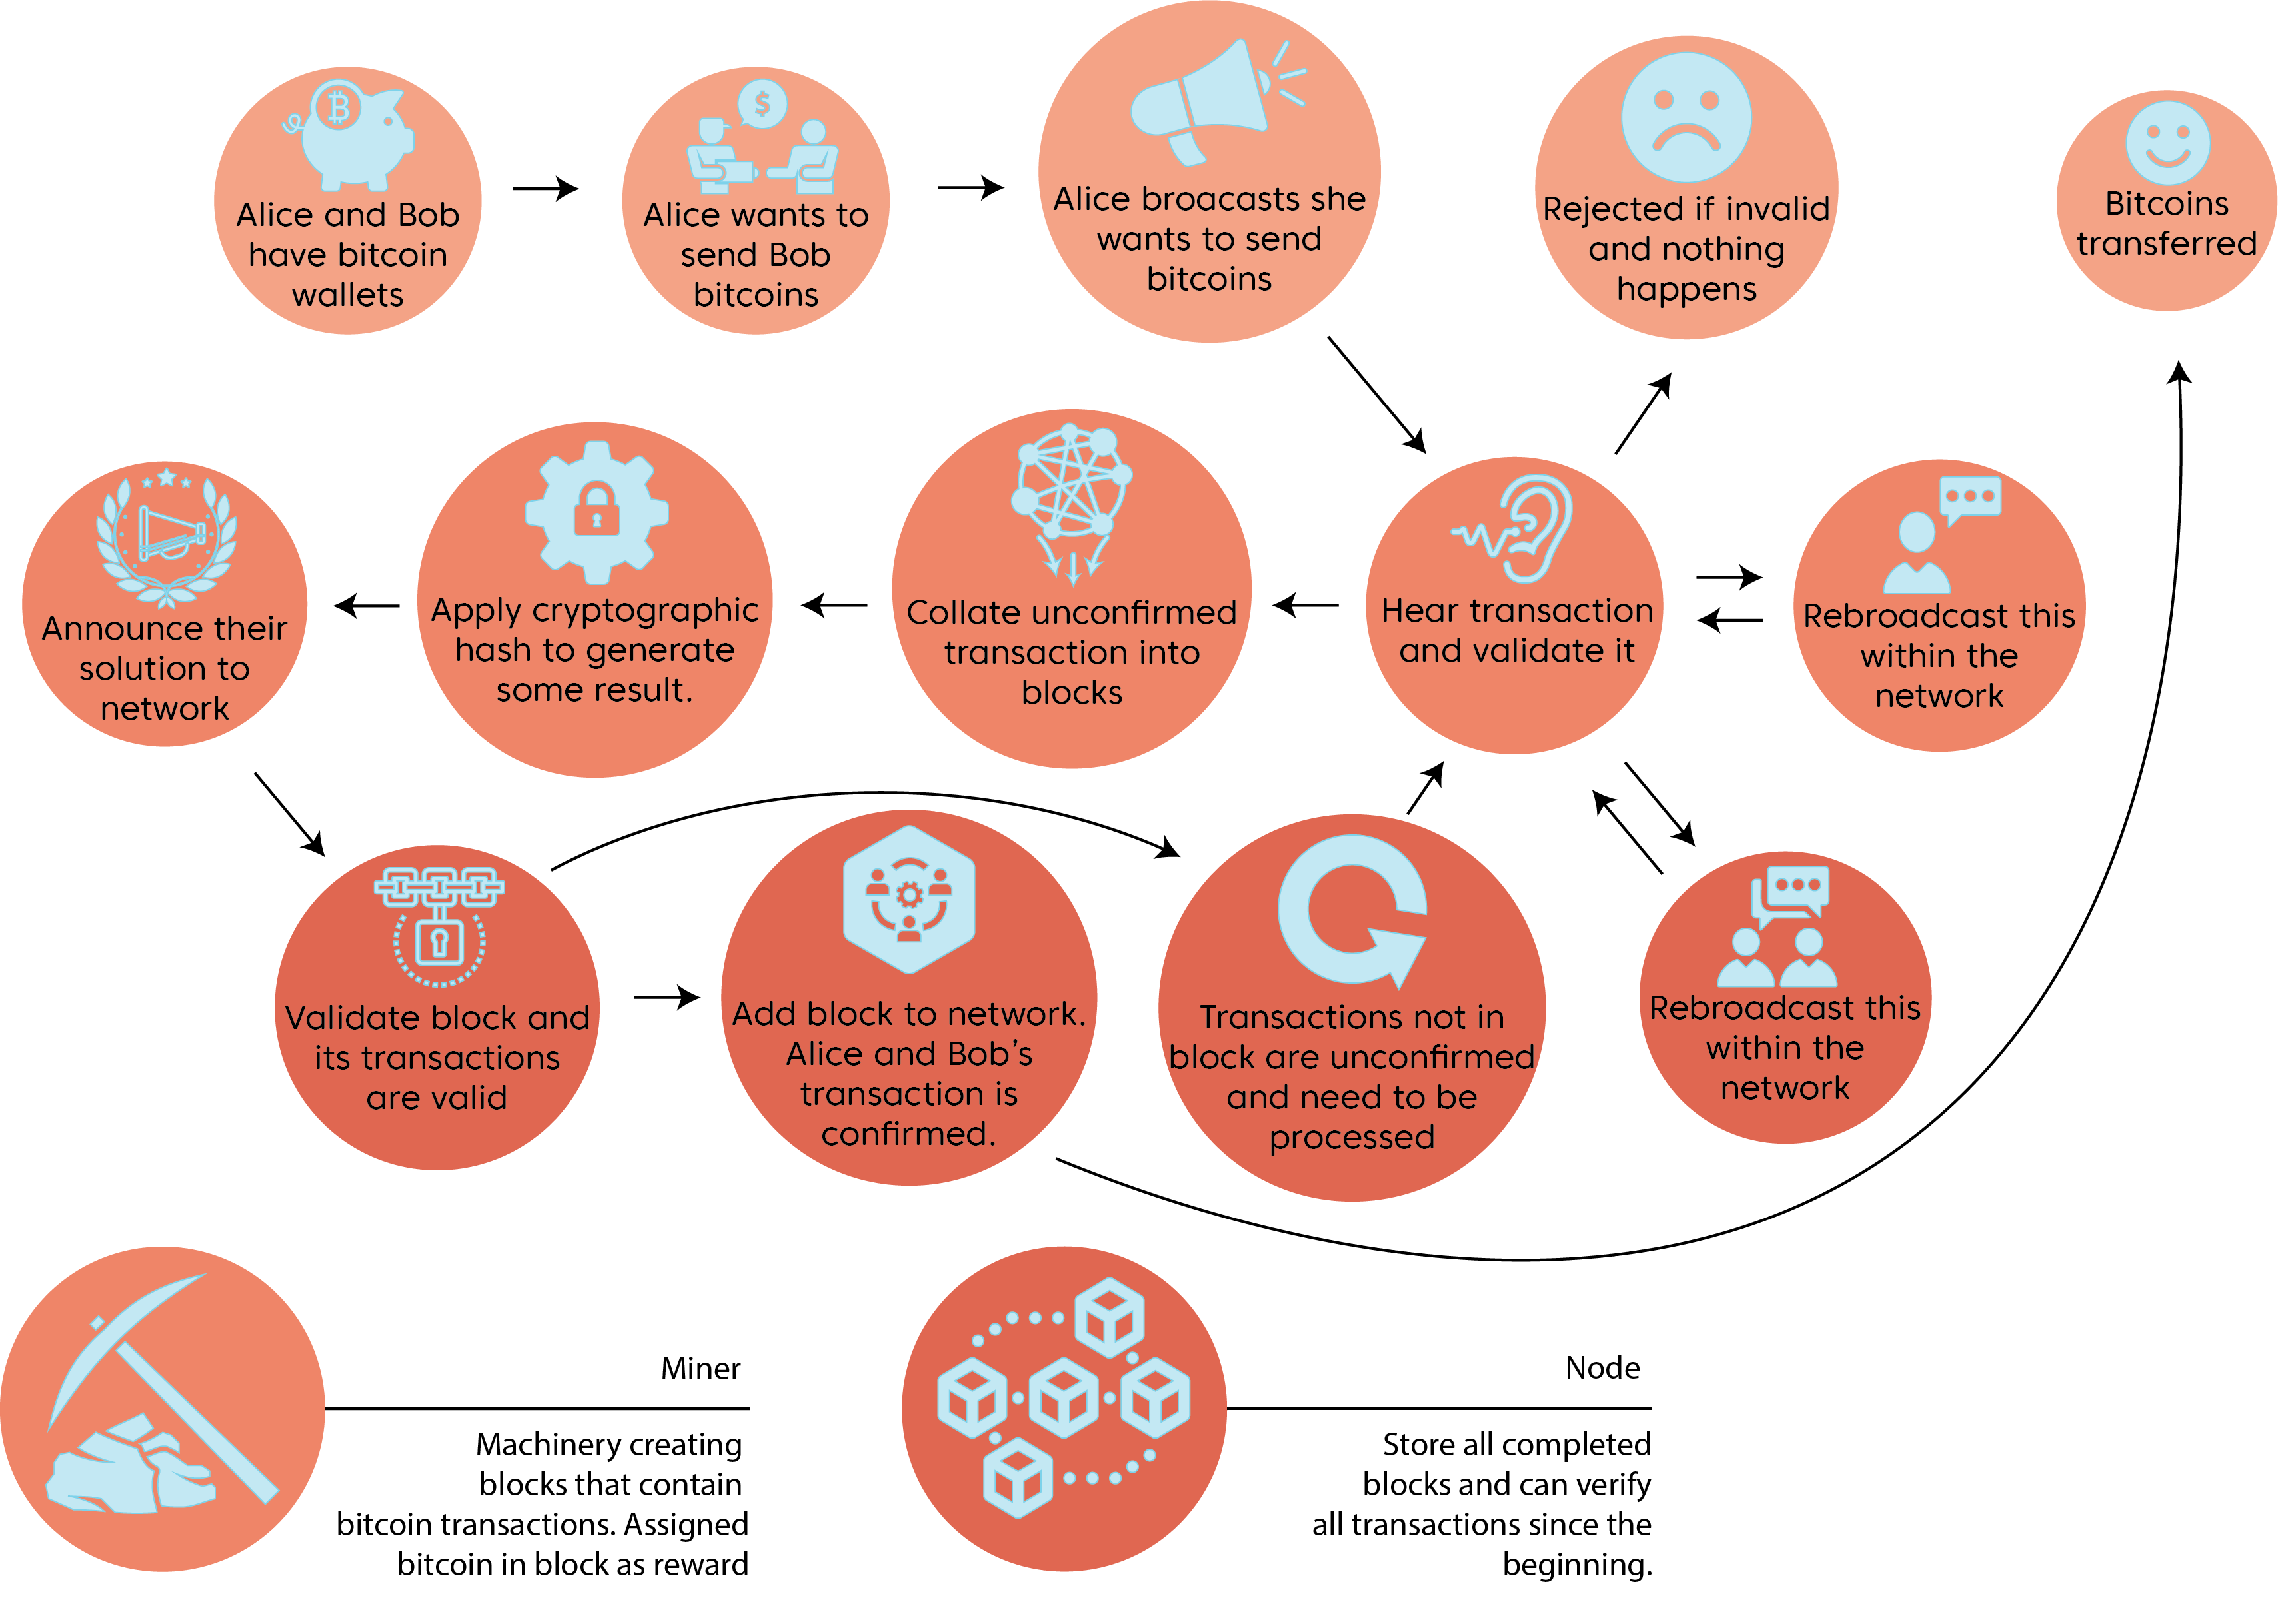 Alice and Bob
have bitcoin
wallets
Alice wants to
send Bob
bitcoins
Alice broacasts she
wants to send
bitcoins
Rejected if invalid
and nothing
happens
Bitcoins
transferred
Announce their
solution to
network
Apply cryptographic
hash to generate
some result.
Collate unconfirmed
transaction into
blocks
Hear transaction
and validate it
Rebroadcast this
within the
network
Validate block and
its transactions
are valid
Add block to network.
Alice and Bob’s
transaction is
confirmed.
Transactions not in
block are unconfirmed
and need to be
processed
Rebroadcast this
within the
network
Miner
Machinery creating
blocks that contain
bitcoin transactions. Assigned
bitcoin in block as reward
Node
Store all completed
blocks and can verify
all transactions since the
beginning.